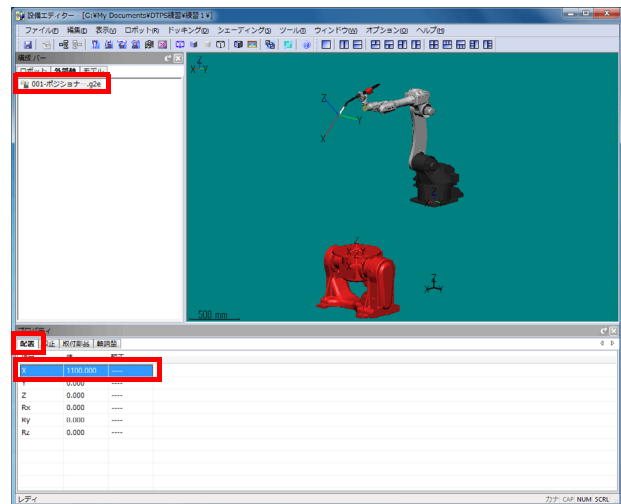 設備エディター - [G:¥My Documents¥DTPS練習¥練習１¥]
ファイル(F) 編集(E) 表示(V) ロボット(R) ドッキング(D) シェーディング(S) ツール(T) ウィンドウ(W) オプション(O) ヘルプ(H)
構成バー
ロボット 外部軸 モデル
001-ポジショナー .g2e
Z
X Y
Z
Y
X
Z
Z
X Y
500 mm
プロパティ
配置 取付部品 軸調整
値
X 1100.000 ----
Y 0.000 ----
Z 0.000 ----
Rx 0.000 ----
Ry 0.000 ----
Rz 0.000 ----
レディ
カナ CAP NUM SCRL